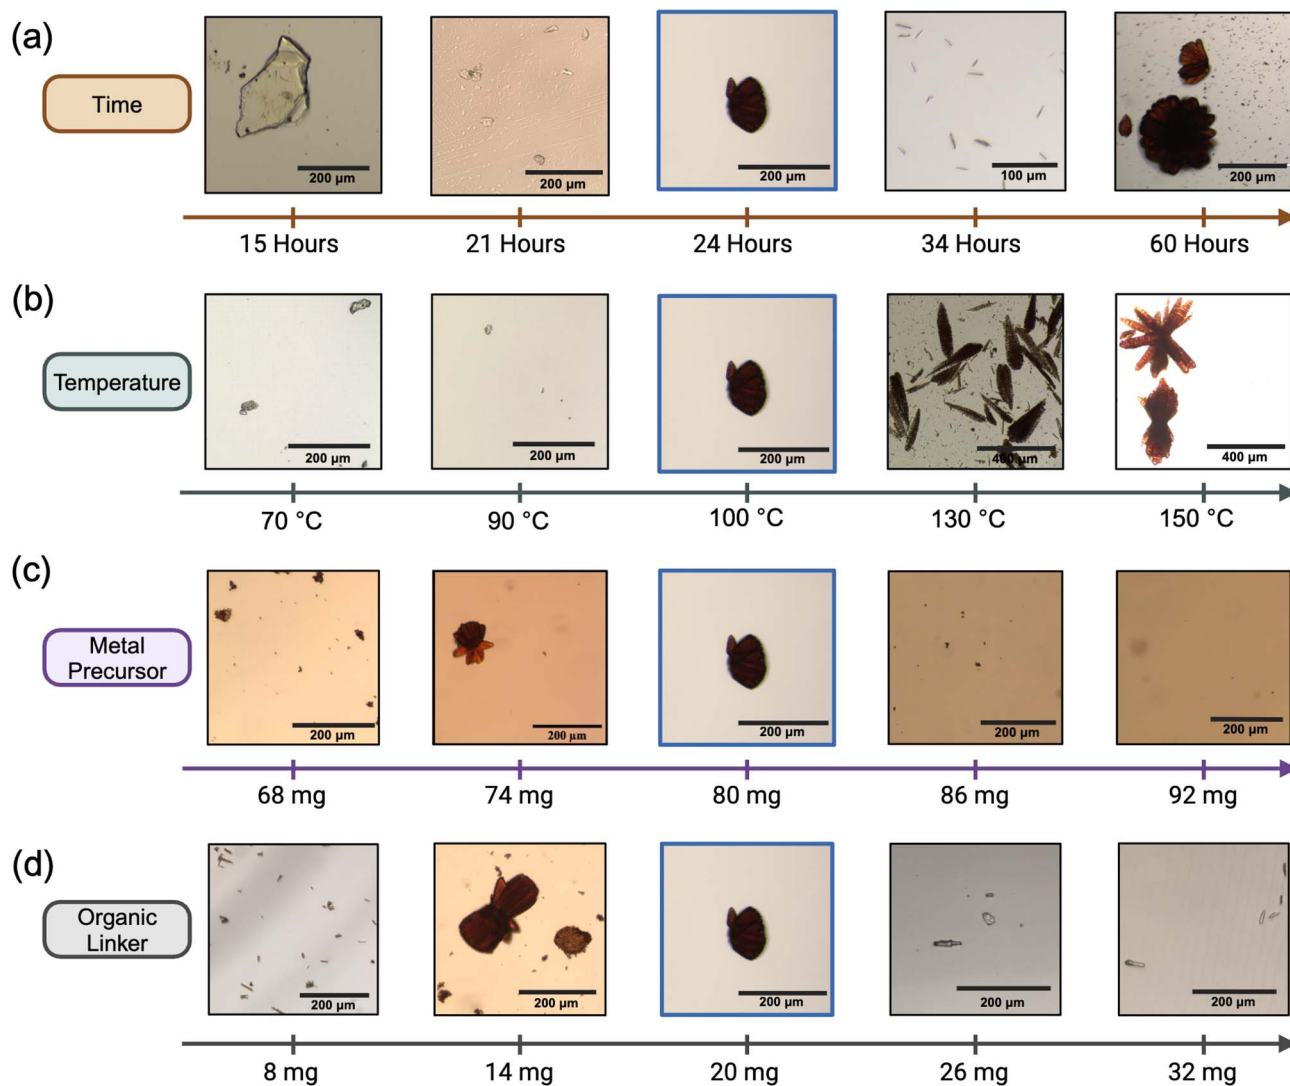 (a)
Time
200 µm
200 µm
200 µm
100 µm
200 µm
15 Hours
21 Hours
24 Hours
34 Hours
60 Hours
(b)
Temperature
200 µm
200 µm
200 µm
400 µm
400 µm
70 °C
90 °C
100 °C
130 °C
150 °C
(c)
Metal
Precursor
200 µm
200 µm
200 µm
200 µm
200 µm
68 mg
74 mg
80 mg
86 mg
92 mg
(d)
Organic
Linker
200 µm
200 µm
200 µm
200 µm
200 µm
8 mg
14 mg
20 mg
26 mg
32 mg